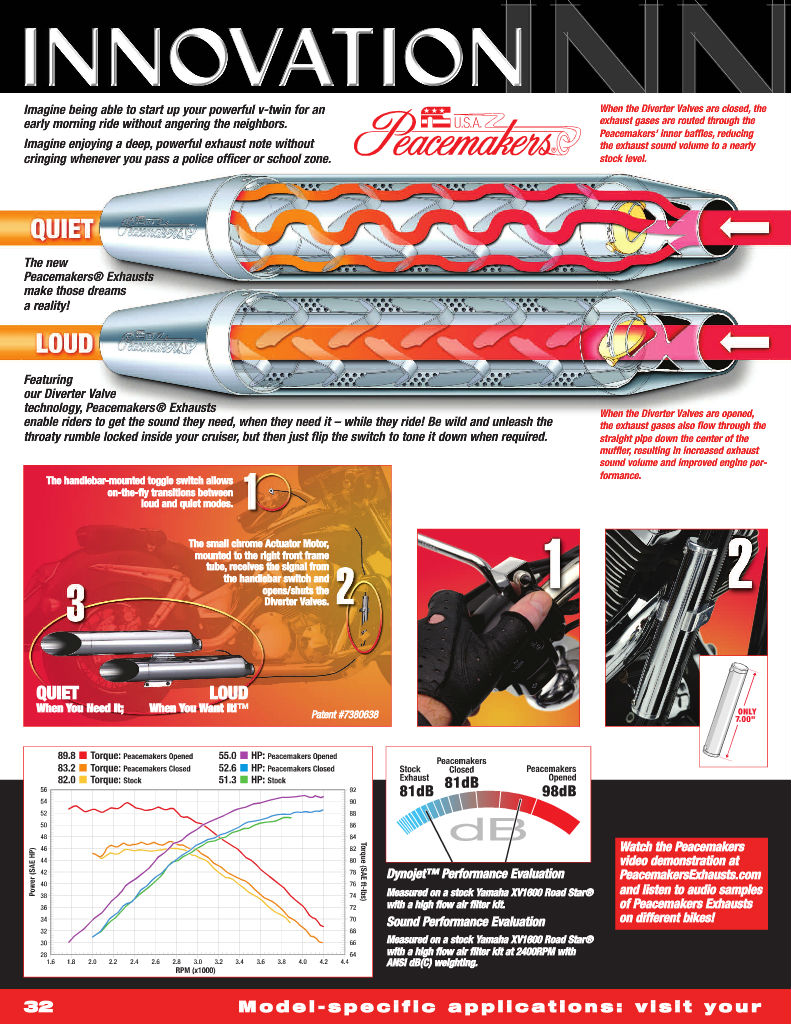 INNOVATION
INN
Imagine being able to start up your powerful v-twin for an
early morning ride without angering the neighbors.
Imagine enjoying a deep, powerful exhaust note without
cringing whenever you pass a police officer or school zone.
U.S.A.
Peacemakers®
When the Diverter Valves are closed, the
exhaust gases are routed through the
Peacemakers' inner baffles, reducing
the exhaust sound volume to a nearly
stock level.
QUIET
Peacemakers
The new
Peacemakers® Exhausts
make those dreams
a reality!
LOUD
Peacemakers
Featuring
our Diverter Valve
technology, Peacemakers® Exhausts
enable riders to get the sound they need, when they need it – while they ride! Be wild and unleash the
throaty rumble locked inside your cruiser, but then just flip the switch to tone it down when required.
When the Diverter Valves are opened,
the exhaust gases also flow through the
straight pipe down the center of the
muffler, resulting in increased exhaust
sound volume and improved engine per-
formance.
The handlebar-mounted toggle switch allows
on-the-fly transitions between
loud and quiet modes.
1
The small chrome Actuator Motor,
mounted to the right front frame
tube, receives the signal from
the handlebar switch and
opens/shuts the
Diverter Valves.
2
3
QUIET
When You Need It;
LOUD
When You Want It!™
Patent #7380638
1
2
ONLY
7.00"
89.8 Torque: Peacemakers Opened
83.2 Torque: Peacemakers Closed
82.0 Torque: Stock
55.0 HP: Peacemakers Opened
52.6 HP: Peacemakers Closed
51.3 HP: Stock
56
54
52
50
48
46
44
42
40
38
36
34
32
30
28
Power (SAE HP)
92
90
88
86
84
82
80
78
76
74
72
70
68
66
64
Torque (SAE ft-lbs)
1.6 1.8 2.0 2.2 2.4 2.6 2.8 3.0 3.2 3.4 3.6 3.8 4.0 4.2 4.4
RPM (x1000)
Stock
Exhaust
81dB
Peacemakers
Closed
81dB
Peacemakers
Opened
98dB
dB
Dynojet™ Performance Evaluation
Measured on a stock Yamaha XV1600 Road Star®
with a high flow air filter kit.
Sound Performance Evaluation
Measured on a stock Yamaha XV1600 Road Star®
with a high flow air filter kit at 2400RPM with
ANSI dB(C) weighting.
Watch the Peacemakers
video demonstration at
PeacemakersExhausts.com
and listen to audio samples
of Peacemakers Exhausts
on different bikes!
32
Model-specific applications: visit your